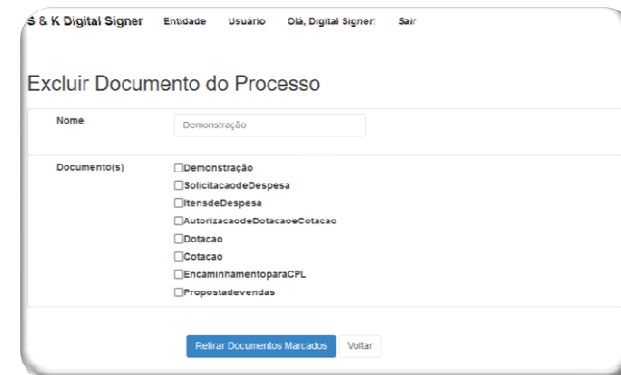 S & K Digital Signer Entidade Usuario Olá, Digital Signer! Sair
Excluir Documento do Processo
Nome Demonstração
Documento(s) Demonstração
SolicitacaodeDespesa
ItensdeDespesa
AutorizacaodeDotacaoeCotacao
Dotacao
Cotacao
EncaminhamentoparaCPL
Propostadevendas
Retirar Documentos Marcados Voltar